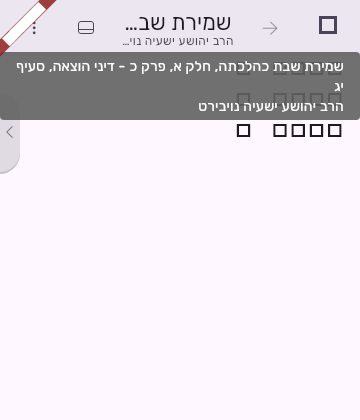 שמירת שב...
הרב יהושע ישעיה נוי...
שמירת שבת כהלכתה, חלק א, פרק כ - דיני הוצאה, סעיף
יג
הרב יהושע ישעיה נויבירט